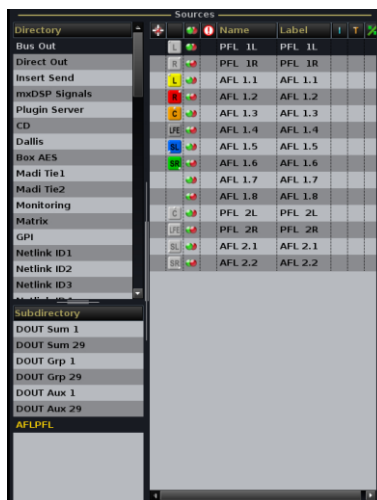 Sources
Directory
Bus Out
Direct Out
Insert Send
mxDSP Signals
Plugin Server
CD
Dallis
Box AES
Madi Tie1
Madi Tie2
Monitoring
Matrix
GPI
Netlink ID1
Netlink ID2
Netlink ID3
Subdirectory
DOUT Sum 1
DOUT Sum 29
DOUT Grp 1
DOUT Grp 29
DOUT Aux 1
DOUT Aux 29
AFLPFL
Name Label ! T %
L PFL 1L PFL 1L
R PFL 1R PFL 1R
L AFL 1.1 AFL 1.1
R AFL 1.2 AFL 1.2
C AFL 1.3 AFL 1.3
LFE AFL 1.4 AFL 1.4
SL AFL 1.5 AFL 1.5
SR AFL 1.6 AFL 1.6
AFL 1.7 AFL 1.7
AFL 1.8 AFL 1.8
C PFL 2L PFL 2L
LFE PFL 2R PFL 2R
SL AFL 2.1 AFL 2.1
SR AFL 2.2 AFL 2.2